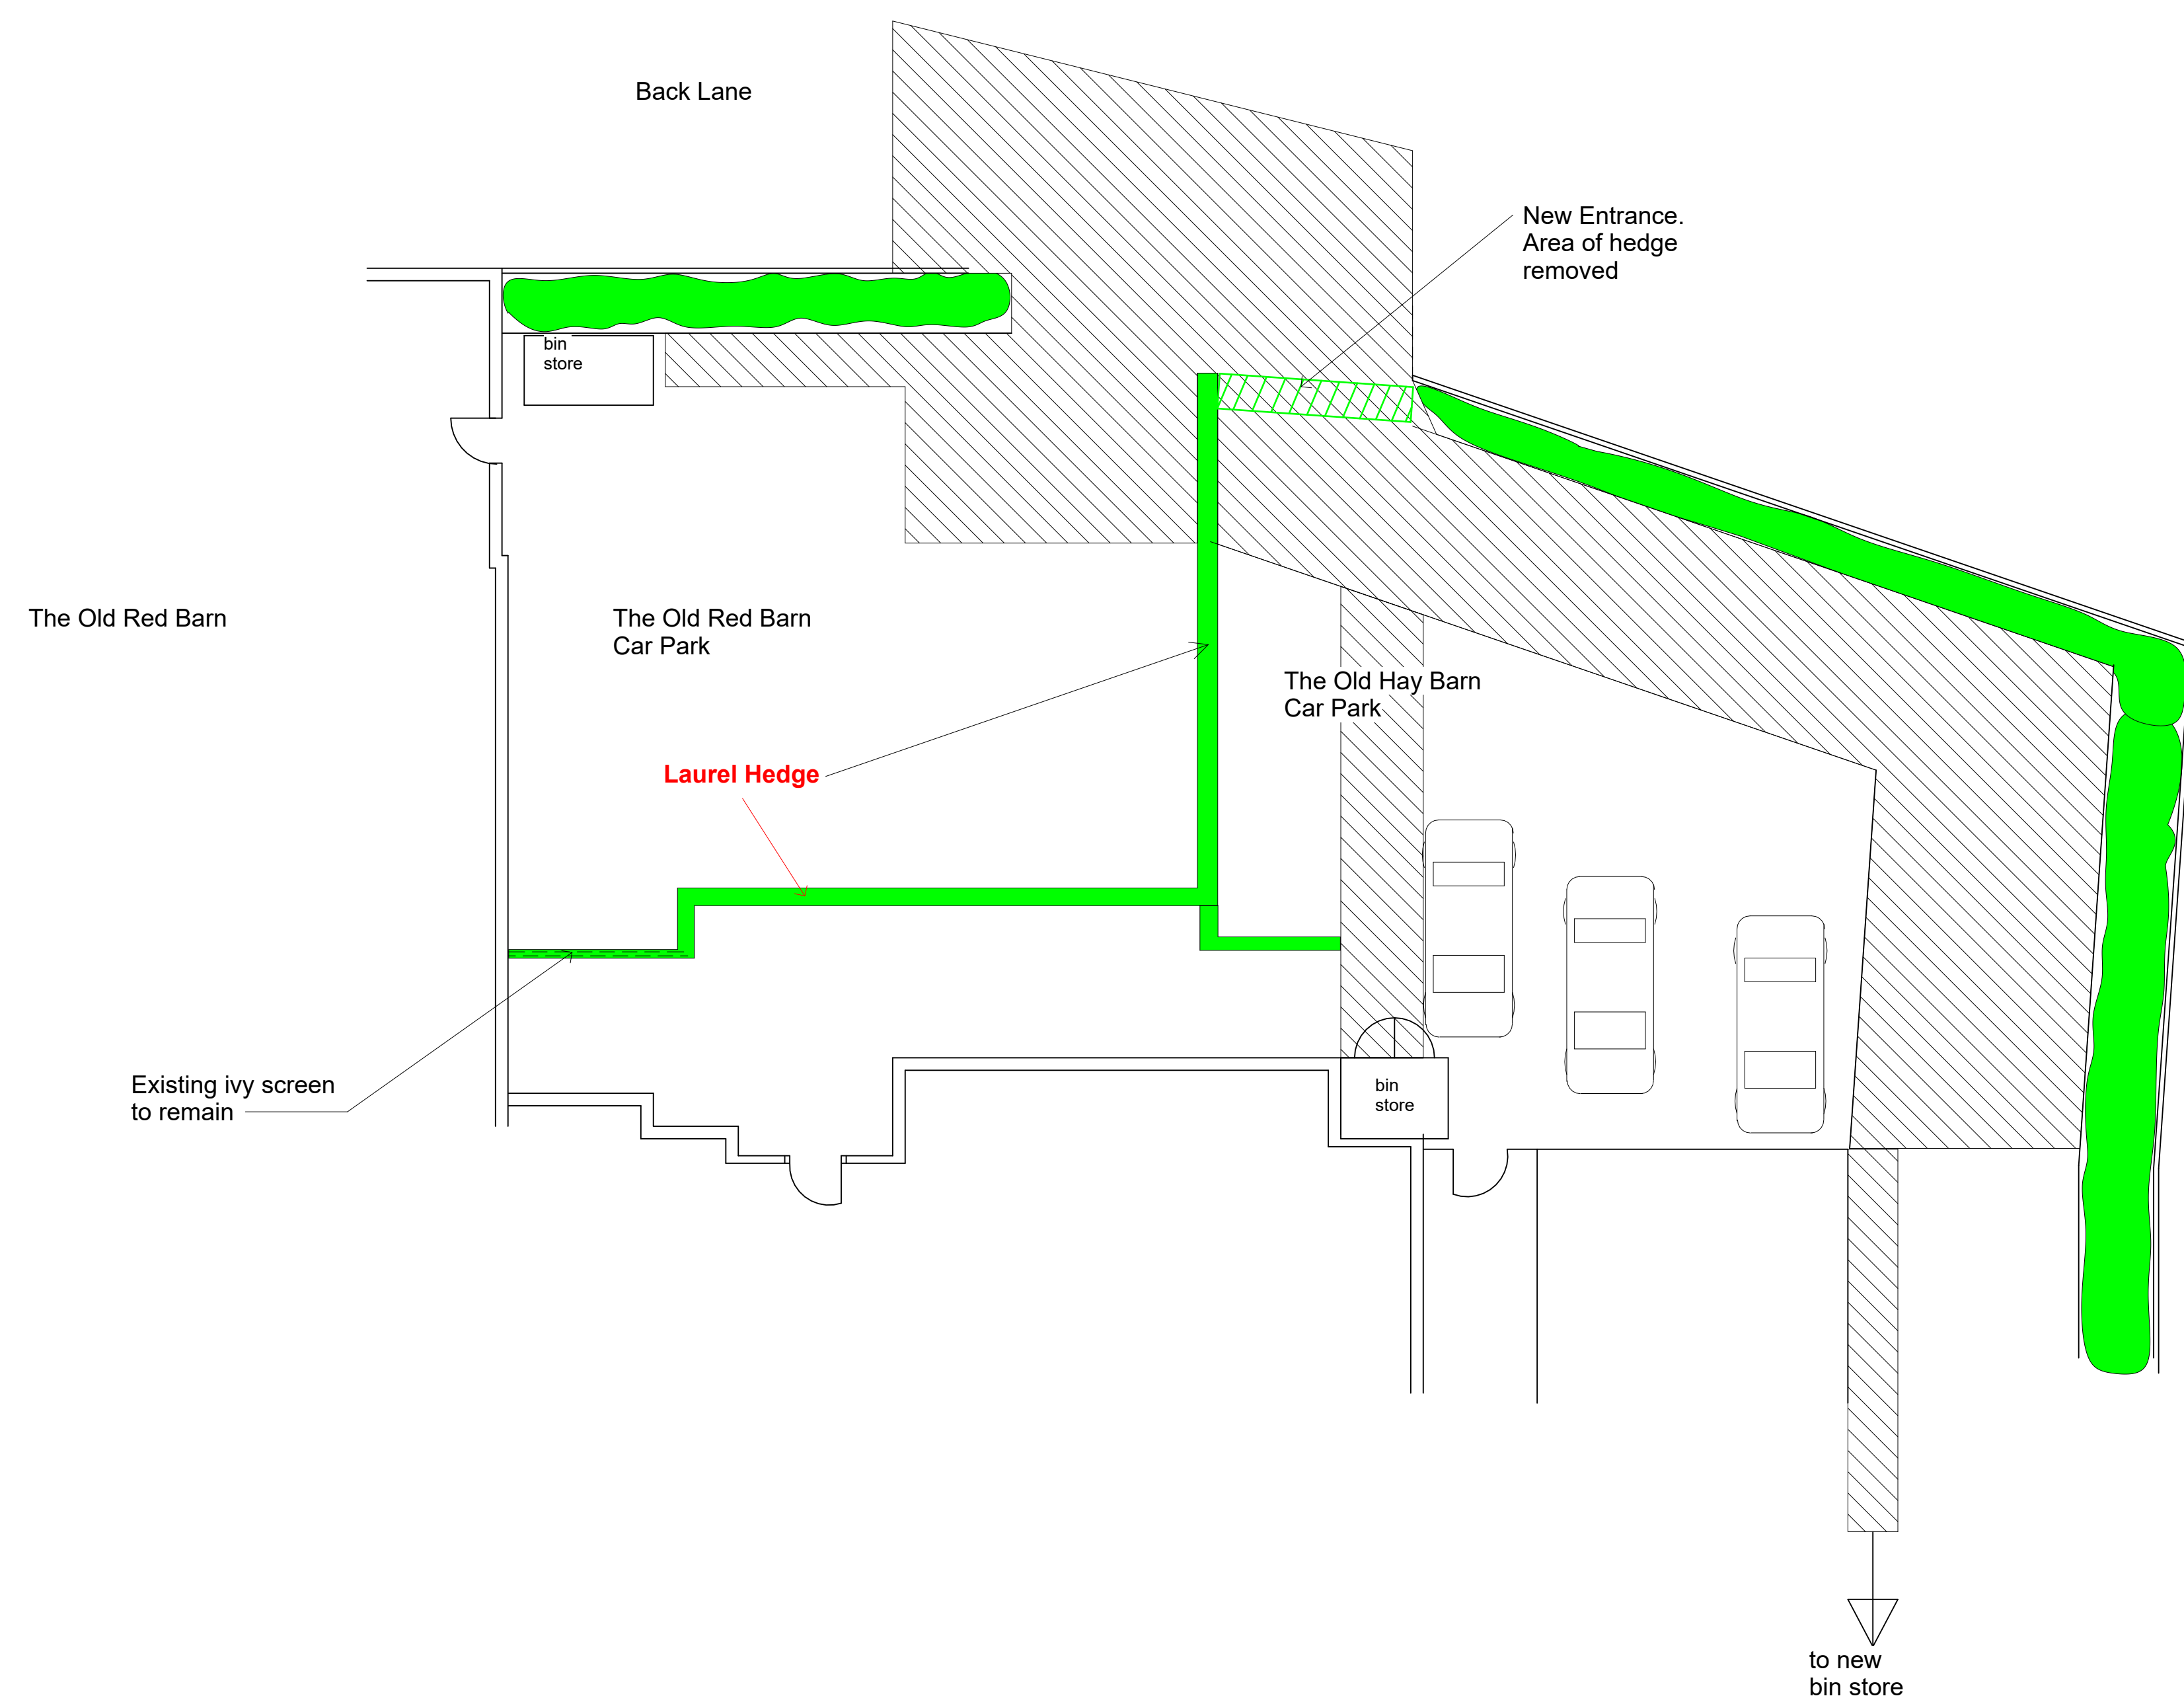 Back Lane
New Entrance.
Area of hedge
removed
bin
store
The Old Red Barn
The Old Red Barn
Car Park
The Old Hay Barn
Car Park
Laurel Hedge
Existing ivy screen
to remain
bin
store
to new
bin store